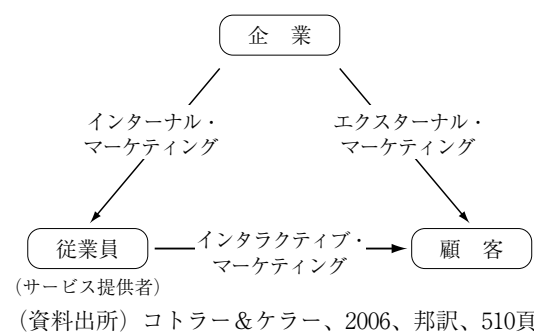 企　業
インターナル・
マーケティング
エクスターナル・
マーケティング
従業員
インタラクティブ・
マーケティング
顧　客
(サービス提供者)
(資料出所) コトラー&ケラー、2006、邦訳、510頁